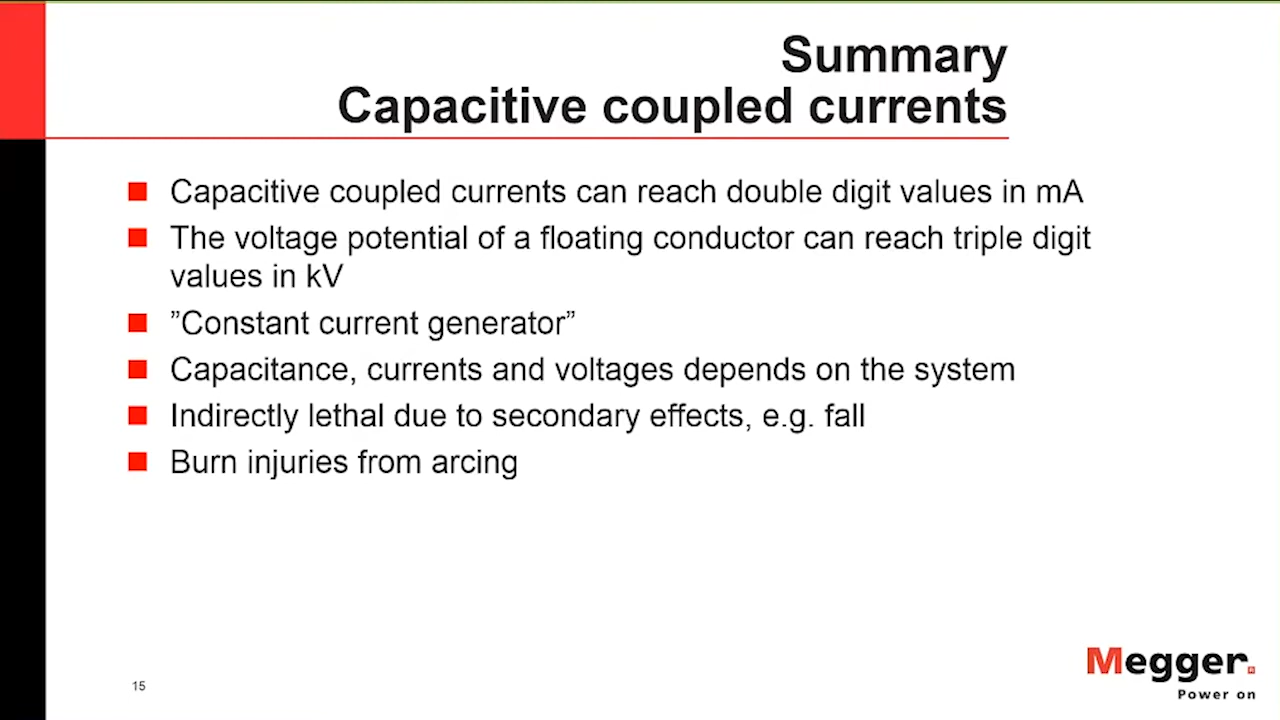 Summary
Capacitive coupled currents
Capacitive coupled currents can reach double digit values in mA
The voltage potential of a floating conductor can reach triple digit
values in kV
”Constant current generator”
Capacitance, currents and voltages depends on the system
Indirectly lethal due to secondary effects, e.g. fall
Burn injuries from arcing
Megger.
Power on
15